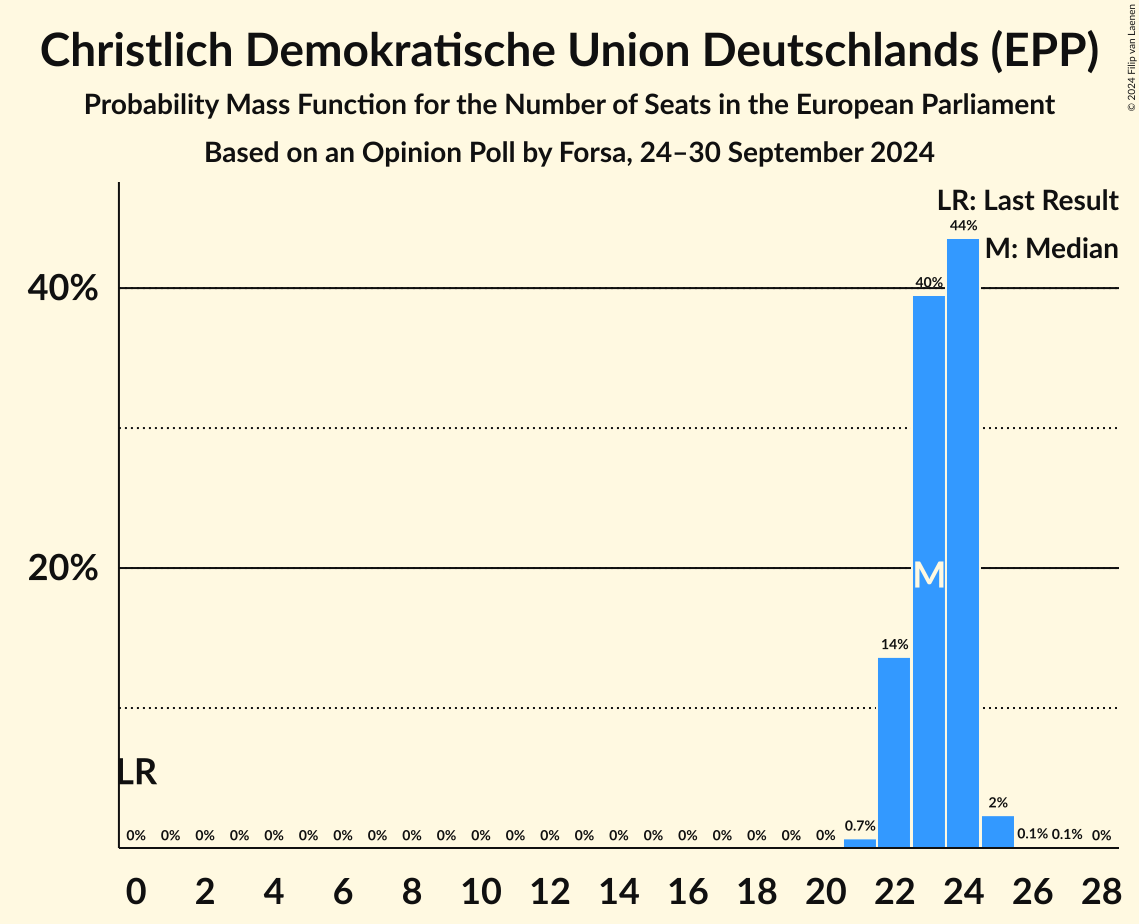 Christlich Demokratische Union Deutschlands (EPP)
Probability Mass Function for the Number of Seats in the European Parliament
Based on an Opinion Poll by Forsa, 24–30 September 2024
© 2024 Filip van Laenen
LR: Last Result
M: Median
44%
40%
40%
20%
M
14%
LR
2%
0% 0% 0% 0% 0% 0% 0% 0% 0% 0% 0% 0% 0% 0% 0% 0% 0% 0% 0% 0% 0% 0.7% 0.1% 0.1% 0%
0 2 4 6 8 10 12 14 16 18 20 22 24 26 28